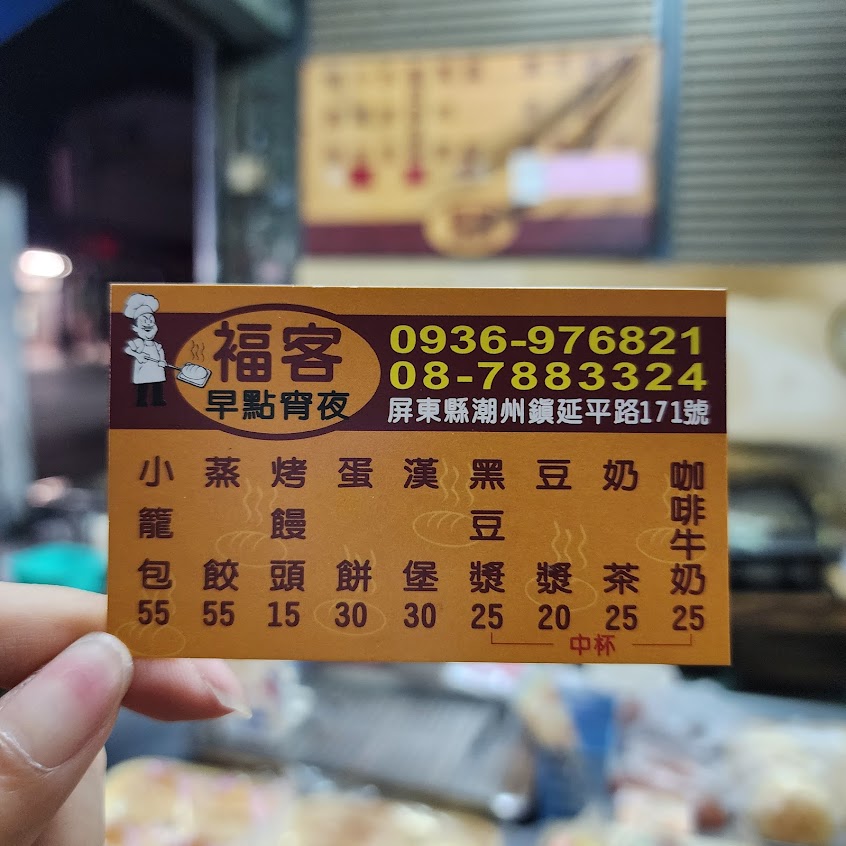 福客
早點宵夜
0936-976821
08-7883324
屏東縣潮州鎮延平路171號
小籠包 55
蒸餃 55
烤饅頭 15
蛋餅 30
漢堡 30
黑豆漿 25
豆漿 20
奶茶 25
咖啡牛奶 25
中杯